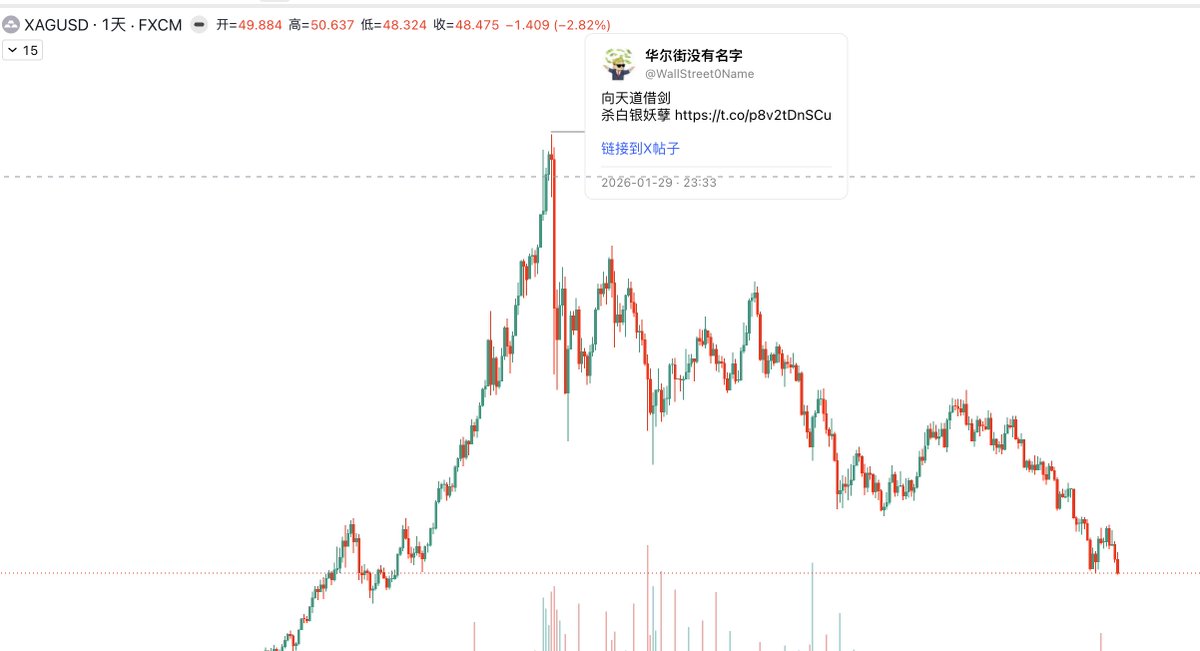 XAGUSD · 1天 · FXCM 开=49.884 高=50.637 低=48.324 收=48.475 −1.409 (−2.82%)
15
华尔街没有名字
@WallStreet0Name
向天道借剑
杀白银妖孽 https://t.co/p8v2tDnSCu
链接到X帖子
2026-01-29 · 23:33